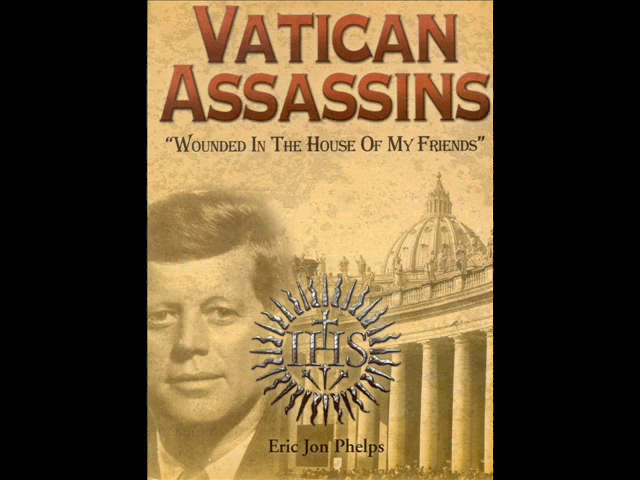 VATICAN
ASSASSINS
“WOUNDED IN THE HOUSE OF MY FRIENDS”
IHS
Eric Jon Phelps